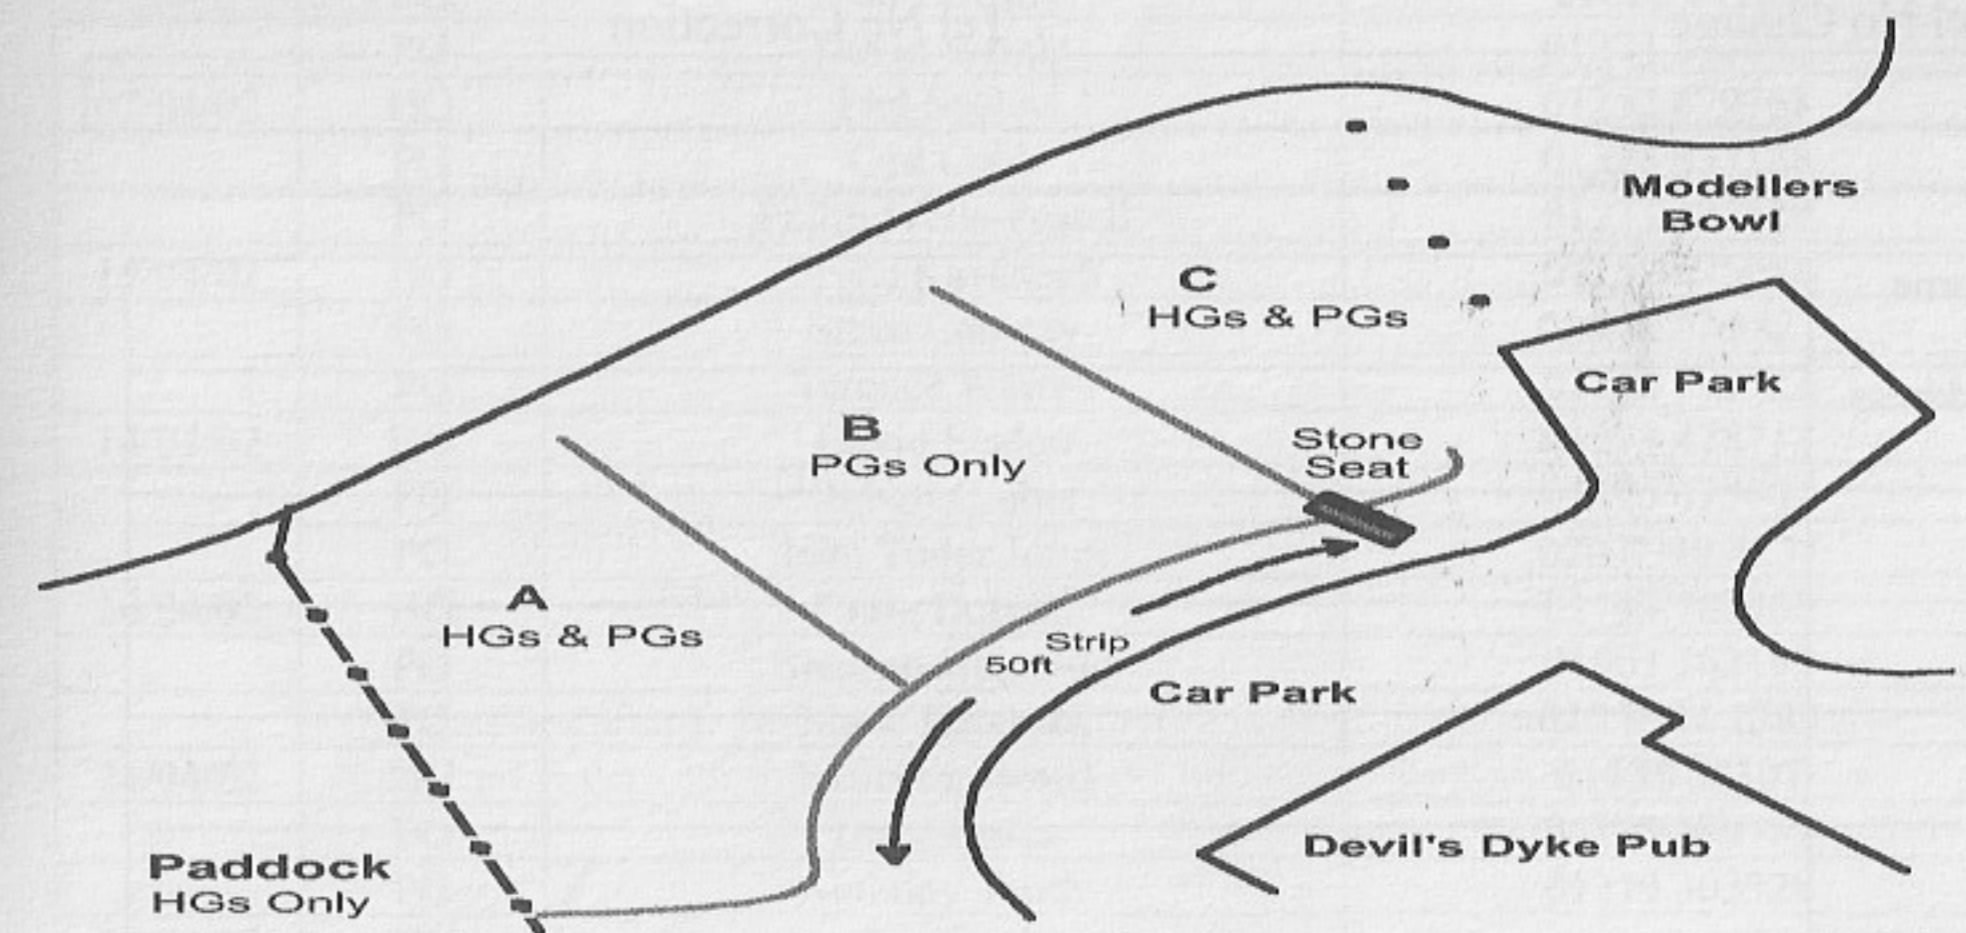 Modellers
Bowl
C
HGs & PGs
Car Park
B
PGs Only
Stone
Seat
A
HGs & PGs
Strip
50ft
Car Park
Devil's Dyke Pub
Paddock
HGs Only